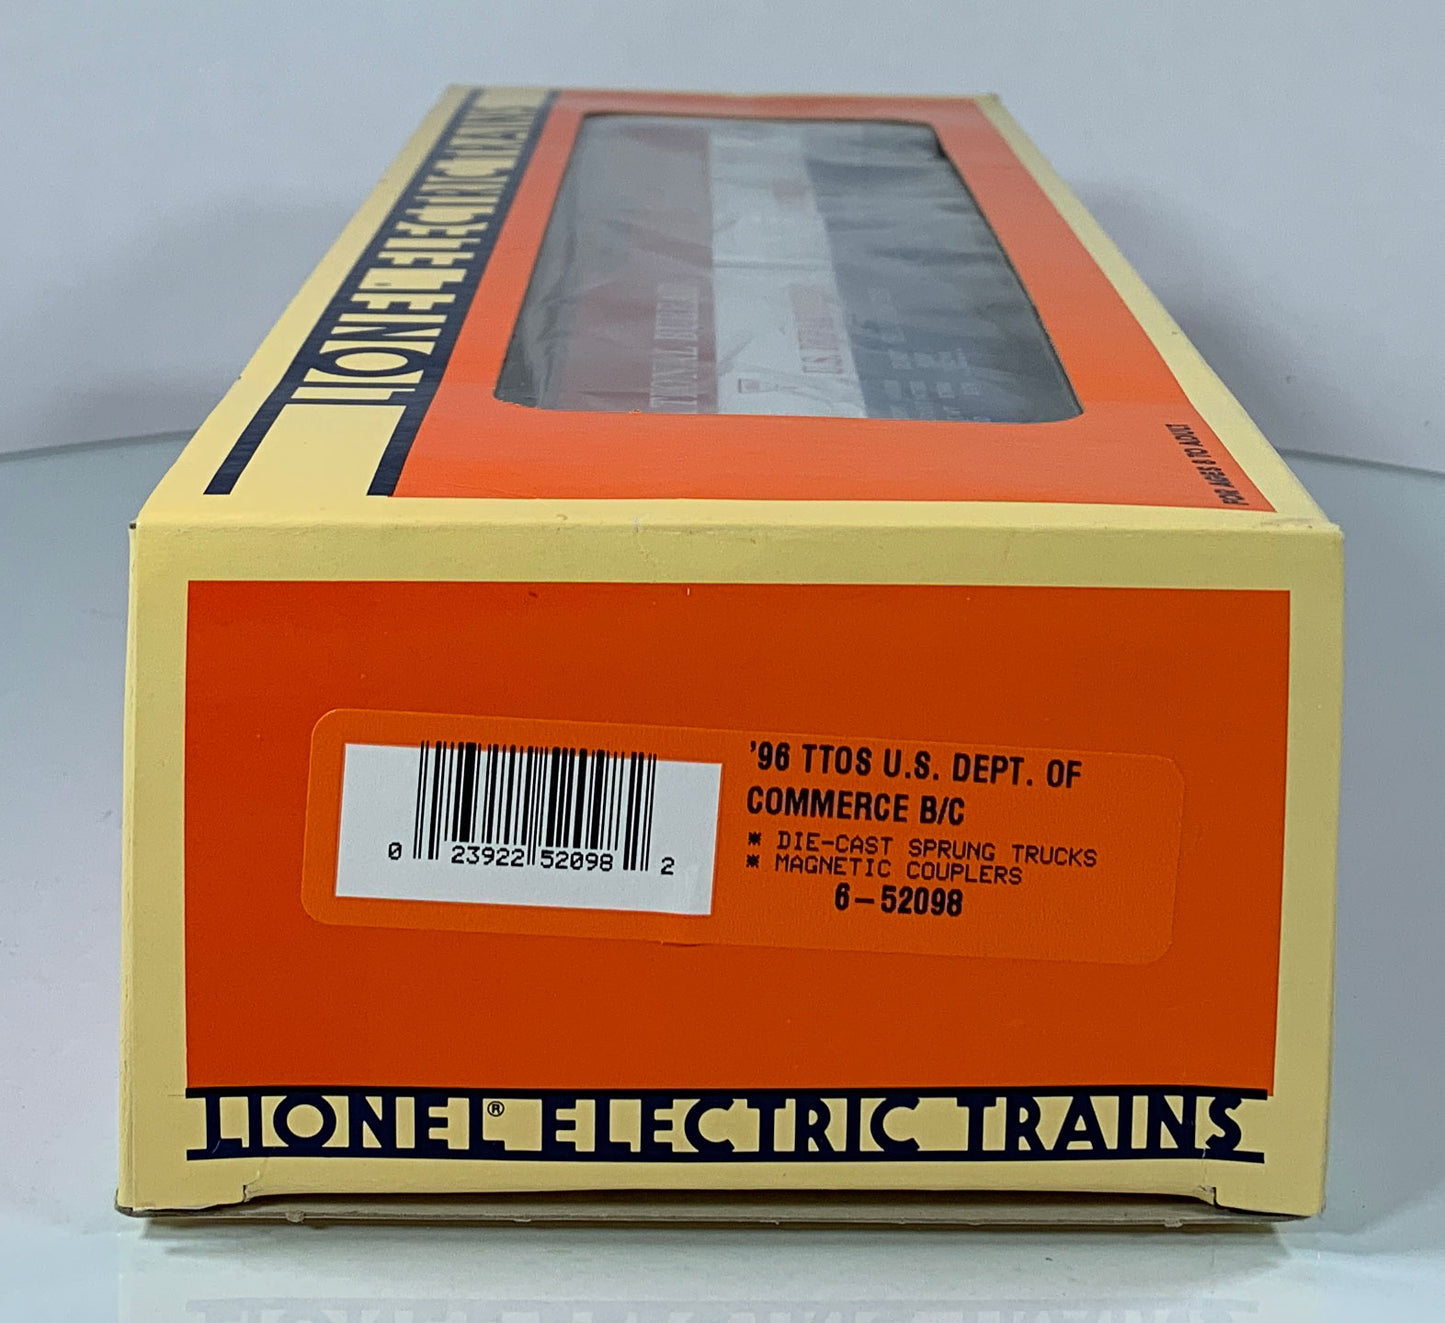 LIONEL ELECTRIC TRAINS
U.S.
FOR AGES 8 TO ADULT
'96 TTOS U.S. DEPT. OF
COMMERCE B/C
* DIE-CAST SPRUNG TRUCKS
* MAGNETIC COUPLERS
6-52098
0 23922 52098 2
LIONEL® ELECTRIC TRAINS